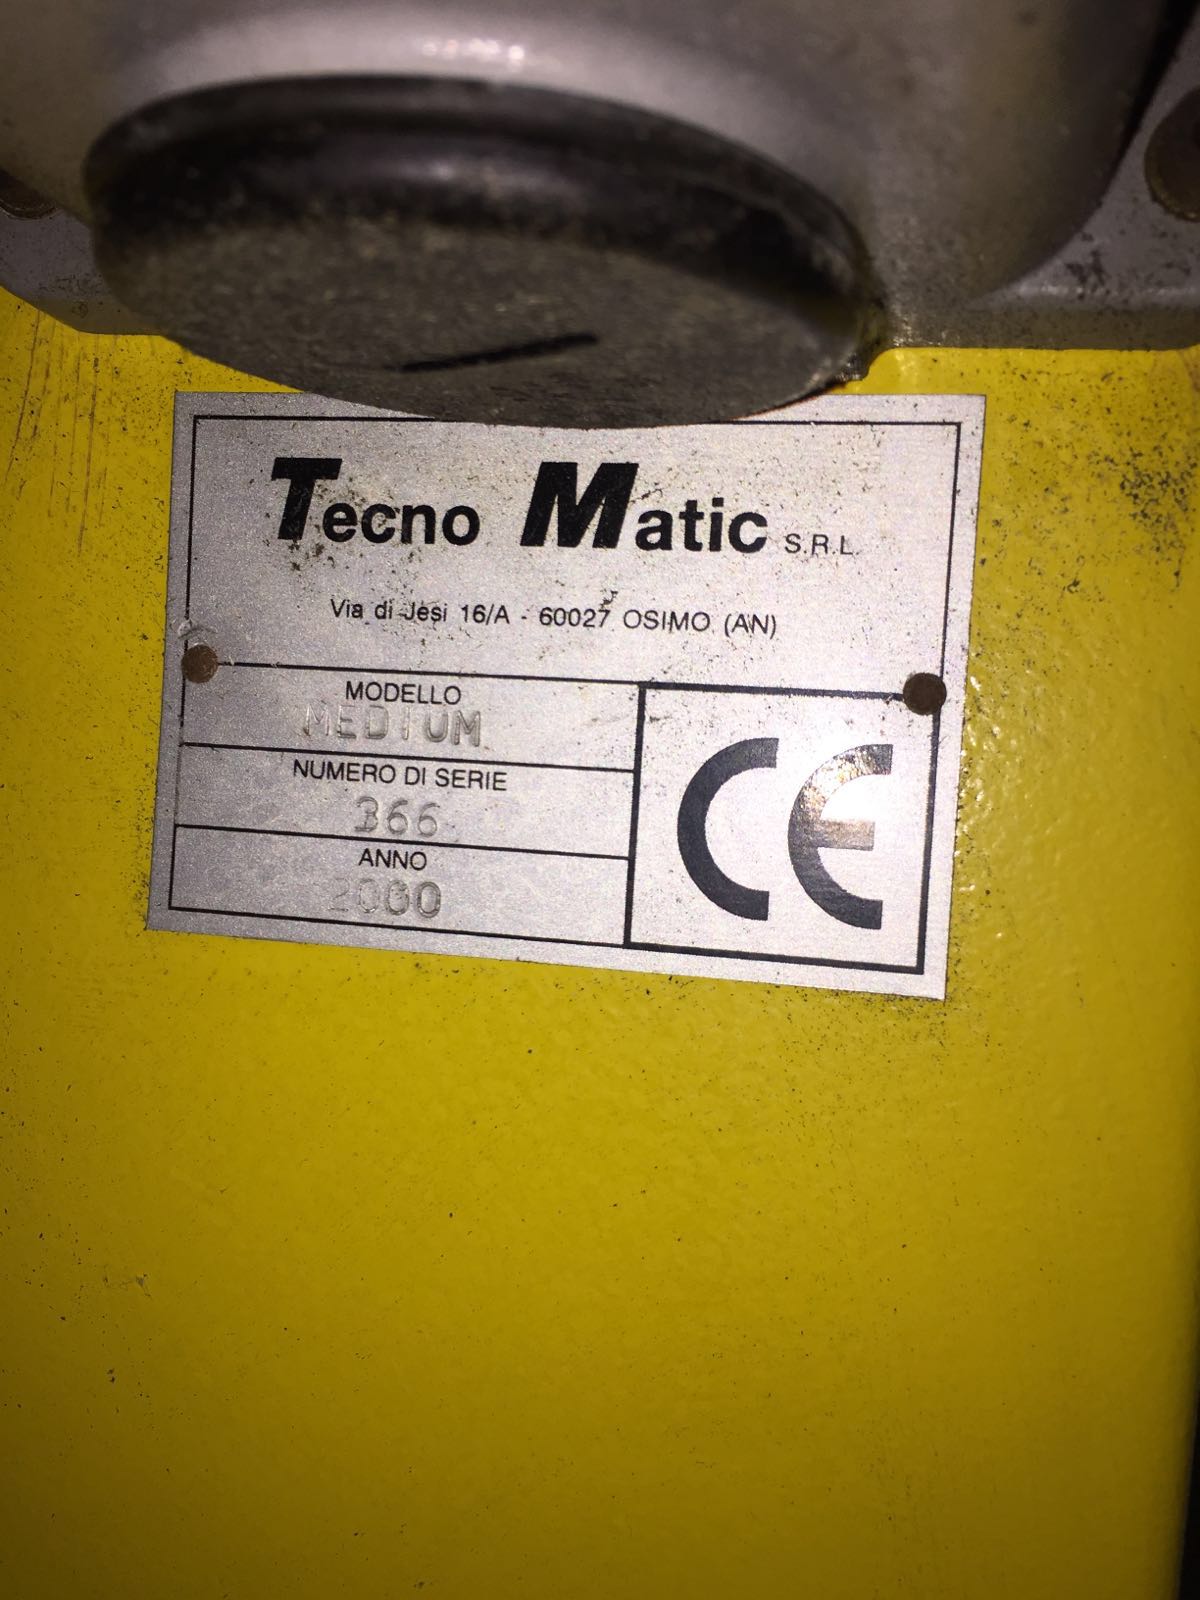 Tecno Matic S.R.L.
Via di Jesi 16/A - 60027 OSIMO (AN)
MODELLO
MEDIUM
NUMERO DI SERIE
366
ANNO
2000
CE